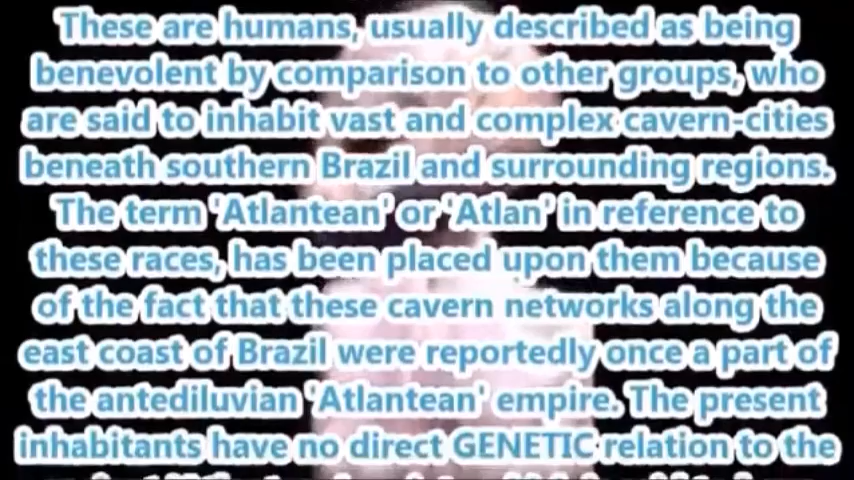 These are humans, usually described as being
benevolent by comparison to other groups, who
are said to inhabit vast and complex cavern-cities
beneath southern Brazil and surrounding regions.
The term 'Atlantean' or 'Atlan' in reference to
these races, has been placed upon them because
of the fact that these cavern networks along the
east coast of Brazil were reportedly once a part of
the antediluvian 'Atlantean' empire. The present
inhabitants have no direct GENETIC relation to the